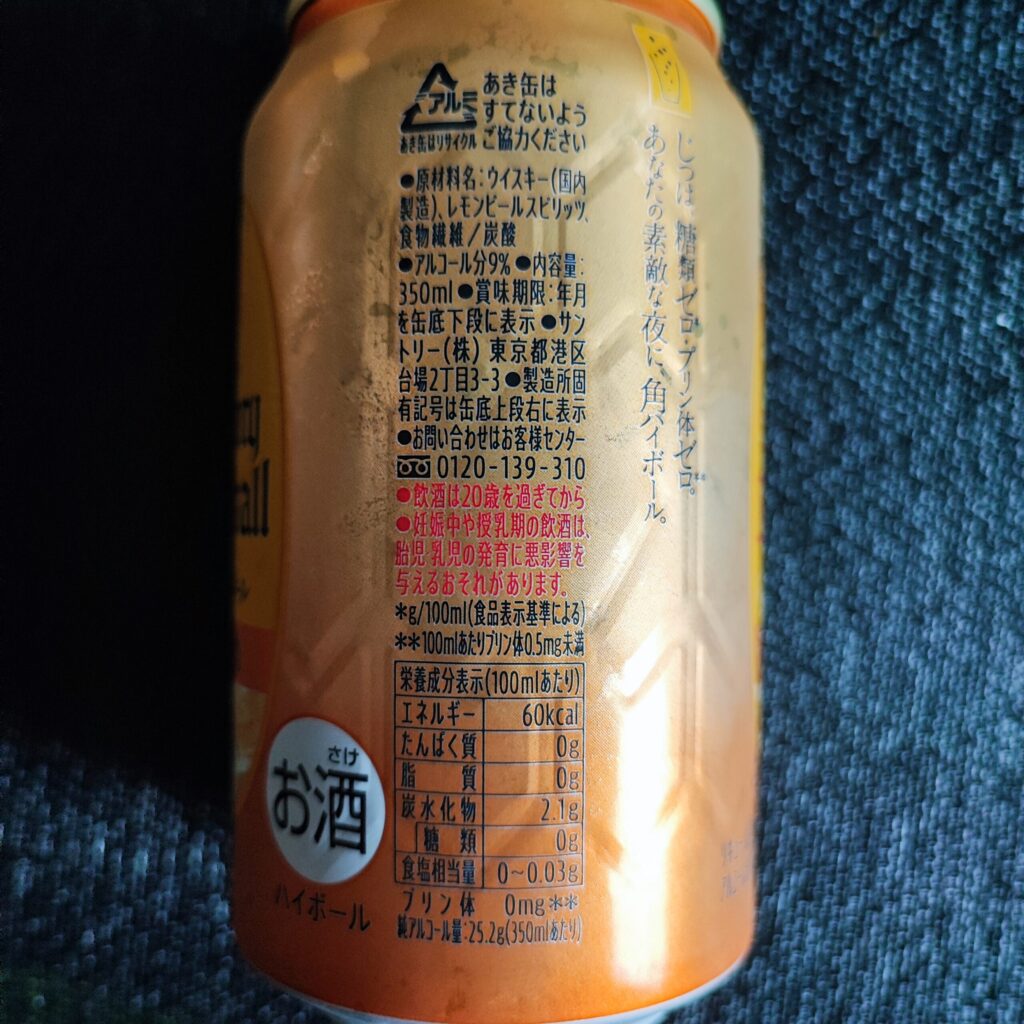 アルミ
あき缶はリサイクル
あき缶は
すてないよう
ご協力ください
●原材料名:ウイスキー(国内
製造)、レモンピールスピリッツ、
食物繊維/炭酸
●アルコール分9% ●内容量:
350ml ●賞味期限:年月
を缶底下段に表示 ●サン
トリー(株) 東京都港区
台場2丁目3-3 ●製造所固
有記号は缶底上段右に表示
●お問い合わせはお客様センター
0120-139-310
●飲酒は20歳を過ぎてから
●妊娠中や授乳期の飲酒は、
胎児・乳児の発育に悪影響を
与えるおそれがあります。
*g/100ml(食品表示基準による)
**100mlあたりプリン体0.5mg未満
栄養成分表示(100mlあたり)
エネルギー 60kcal
たんぱく質 0g
脂質 0g
炭水化物 2.1g
糖類 0g
食塩相当量 0~0.03g
プリン体 0mg**
純アルコール量:25.2g(350mlあたり)
じつは、糖類ゼロ*・プリン体ゼロ**。
あなたの素敵な夜に、角ハイボール。
さけ
お酒
ハイボール